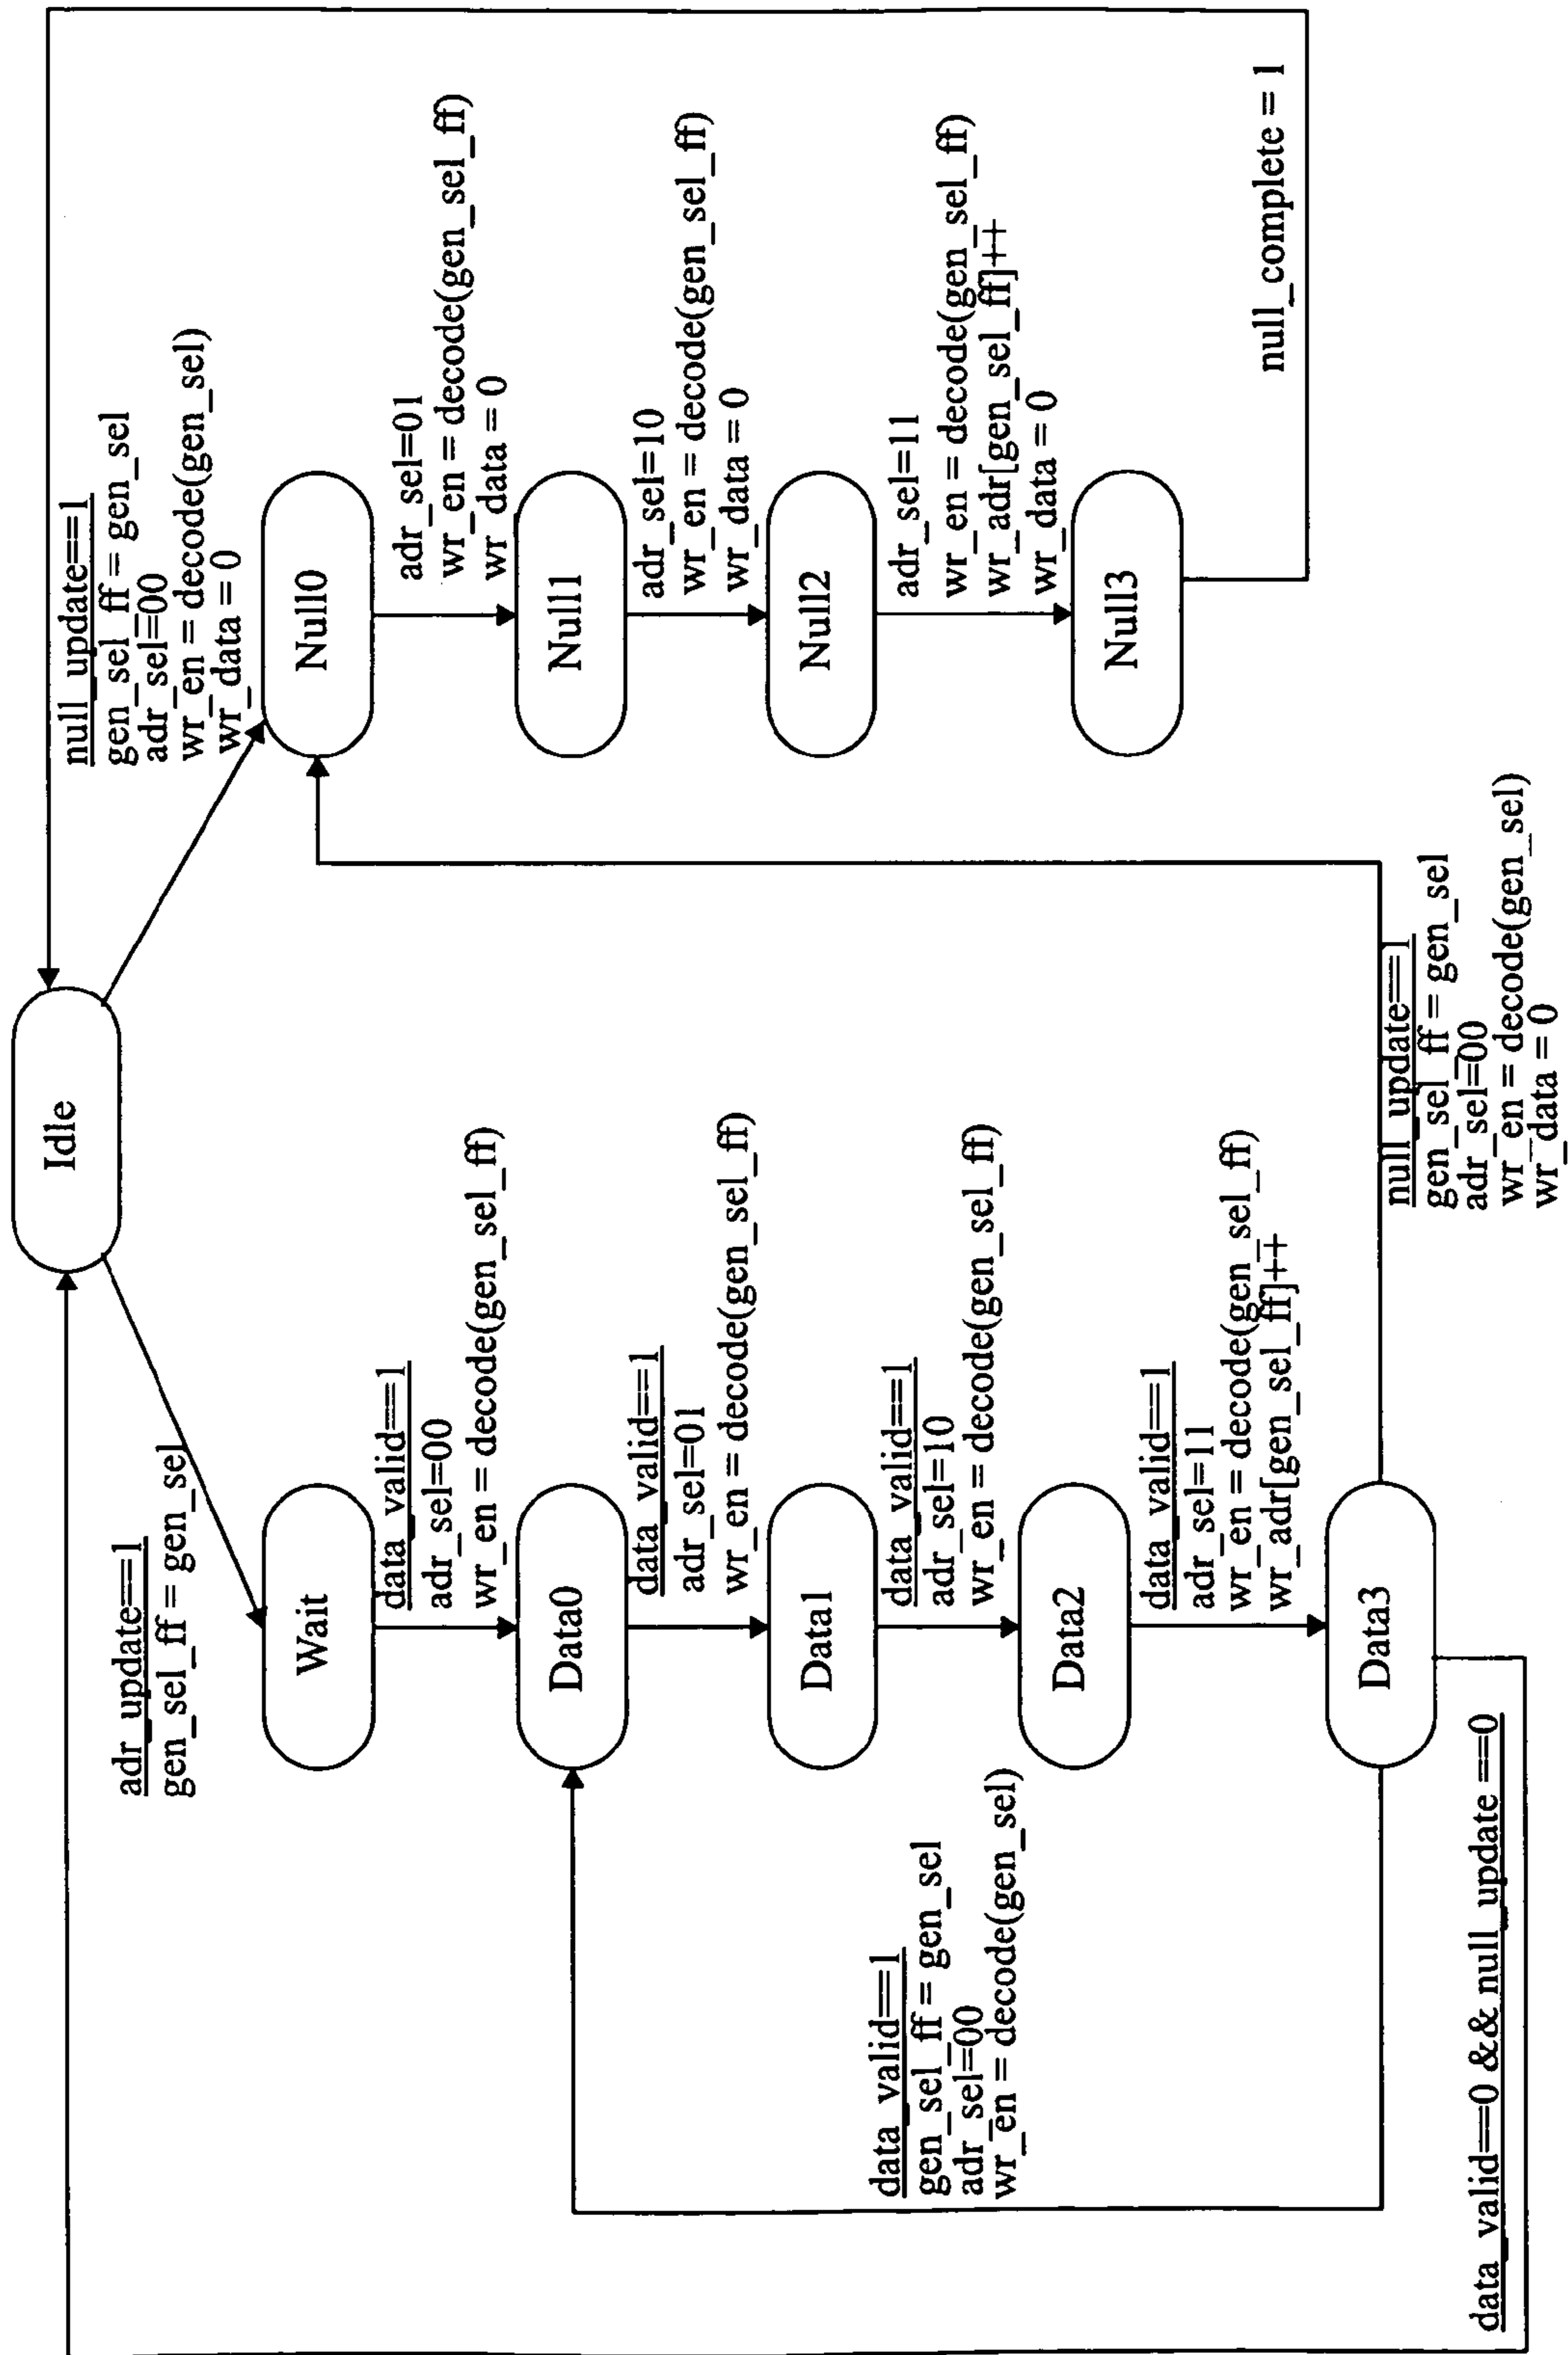 Idle
adr_update==1
gen_sel_ff = gen_sel
null_update==1
gen_sel_ff = gen_sel
adr_sel=00
wr_en = decode(gen_sel)
wr_data = 0
Wait
Null0
data_valid==1
adr_sel=00
wr_en = decode(gen_sel_ff)
adr_sel=01
wr_en = decode(gen_sel_ff)
wr_data = 0
Data0
Null1
data_valid==1
adr_sel=01
wr_en = decode(gen_sel_ff)
adr_sel=10
wr_en = decode(gen_sel_ff)
wr_data = 0
Data1
Null2
data_valid==1
gen_sel_ff = gen_sel
adr_sel=00
wr_en = decode(gen_sel)
data_valid==1
adr_sel=10
wr_en = decode(gen_sel_ff)
adr_sel=11
wr_en = decode(gen_sel_ff)
wr_adr[gen_sel_ff]++
wr_data = 0
Data2
Null3
data_valid==1
adr_sel=11
wr_en = decode(gen_sel_ff)
wr_adr[gen_sel_ff]++
null_complete = 1
Data3
null_update==1
gen_sel_ff = gen_sel
adr_sel=00
wr_en = decode(gen_sel)
wr_data = 0
data_valid==0 && null_update ==0